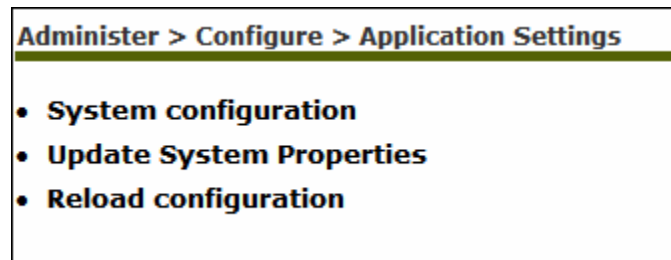 Administer > Configure > Application Settings
• System configuration
• Update System Properties
• Reload configuration